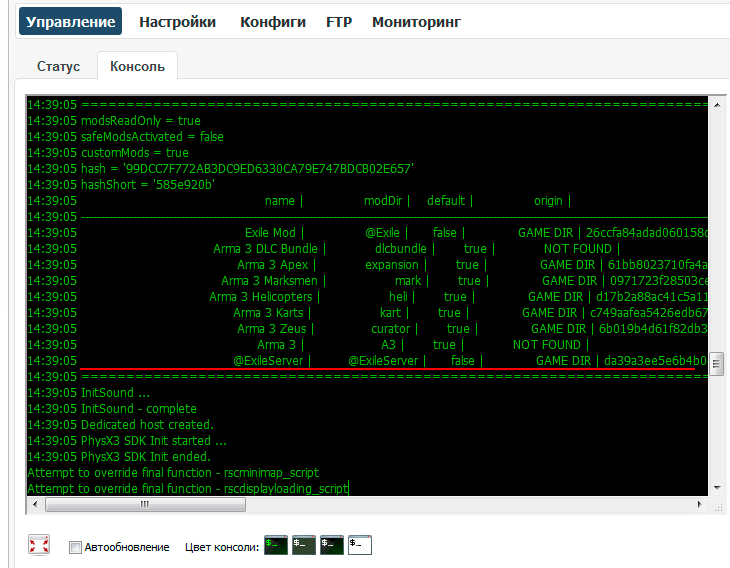 Управление Настройки Конфиги FTP Мониторинг
Статус Консоль
14:39:05 ================================================================
14:39:05 modsReadOnly = true
14:39:05 safeModsActivated = false
14:39:05 customMods = true
14:39:05 hash = '99DCC7F772AB3DC9ED6330CA79E747BDCB02E657'
14:39:05 hashShort = '585e920b'
14:39:05 name | modDir | default | origin |
14:39:05 ----------------------------------------------------------------
14:39:05 Exile Mod | @Exile | false | GAME DIR | 26ccfa84adad060158c
14:39:05 Arma 3 DLC Bundle | dlcbundle | true | NOT FOUND |
14:39:05 Arma 3 Apex | expansion | true | GAME DIR | 61bb8023710fa4a
14:39:05 Arma 3 Marksmen | mark | true | GAME DIR | 0971723f28503ce
14:39:05 Arma 3 Helicopters | heli | true | GAME DIR | d17b2a88ac41c5a11
14:39:05 Arma 3 Karts | kart | true | GAME DIR | c749aafea5426edb67
14:39:05 Arma 3 Zeus | curator | true | GAME DIR | 6b019b4d61f82db3
14:39:05 Arma 3 | A3 | true | NOT FOUND |
14:39:05 @ExileServer | @ExileServer | false | GAME DIR | da39a3ee5e6b4b0
14:39:05 ================================================================
14:39:05 InitSound ...
14:39:05 InitSound - complete
14:39:05 Dedicated host created.
14:39:05 PhysX3 SDK Init started ...
14:39:05 PhysX3 SDK Init ended.
Attempt to override final function - rscminimap_script
Attempt to override final function - rscdisplayloading_script
Автообновление Цвет консоли: